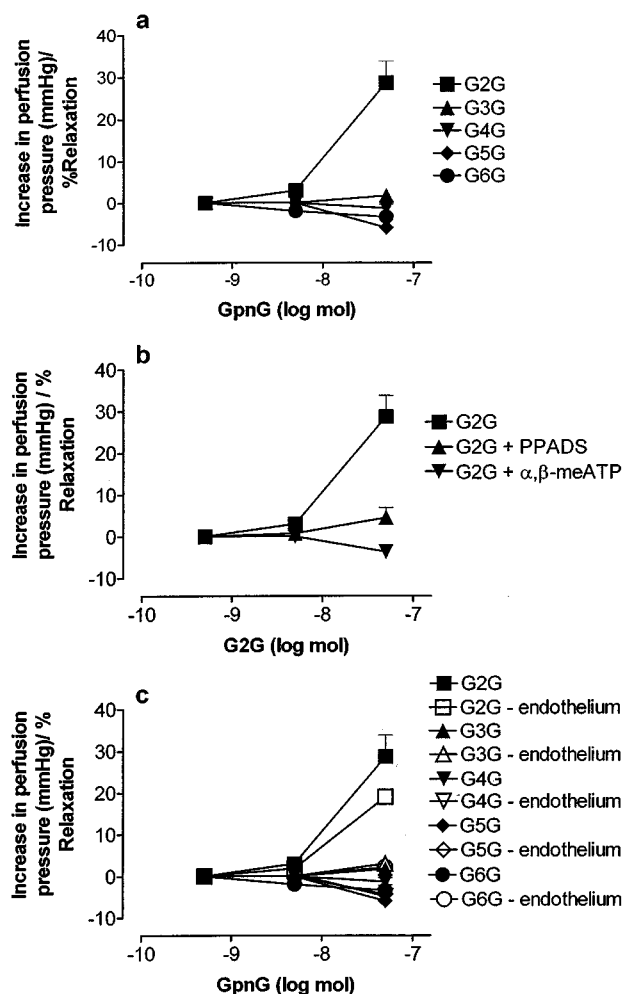 a
Increase in perfusion
pressure (mmHg)/
%Relaxation
40
30
20
10
0
-10
-10
-9
-8
-7
GpnG (log mol)
G2G
G3G
G4G
G5G
G6G
b
Increase in perfusion
pressure (mmHg) / %
Relaxation
40
30
20
10
0
-10
-10
-9
-8
-7
G2G (log mol)
G2G
G2G + PPADS
G2G + α,β-meATP
c
Increase in perfusion
pressure (mmHg)/ %
Relaxation
40
30
20
10
0
-10
-10
-9
-8
-7
GpnG (log mol)
G2G
G2G - endothelium
G3G
G3G - endothelium
G4G
G4G - endothelium
G5G
G5G - endothelium
G6G
G6G - endothelium